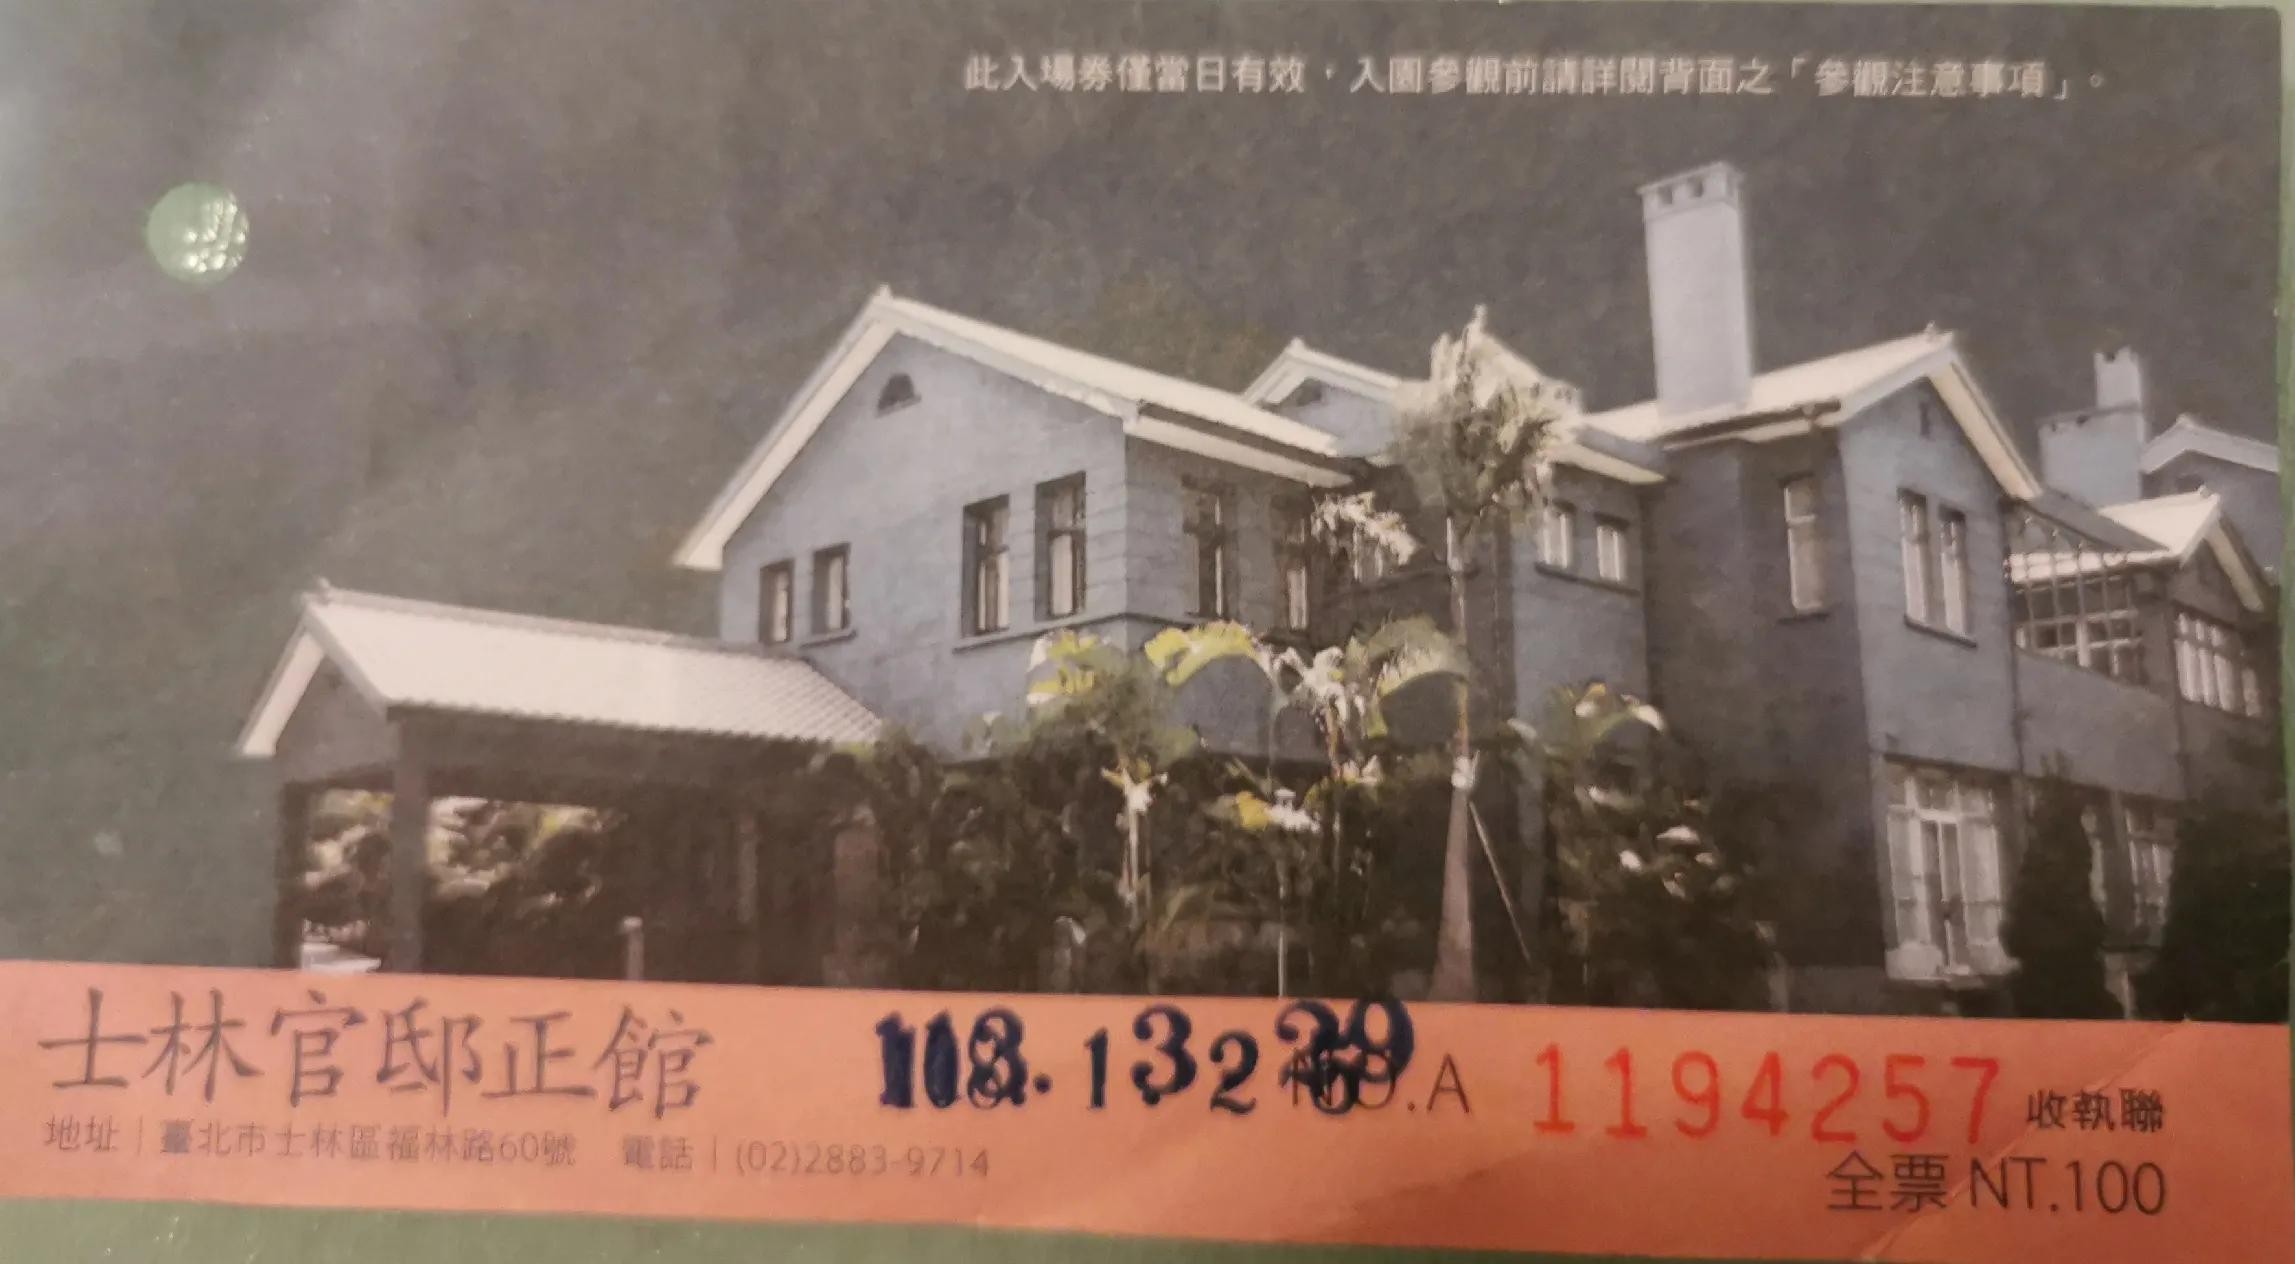 此入場券僅當日有效，入園參觀前請詳閱背面之「參觀注意事項」。
士林官邸正館
地址｜臺北市士林區福林路60號 電話｜(02)2883-9714
NO.A 1194257 收執聯
全票 NT.100